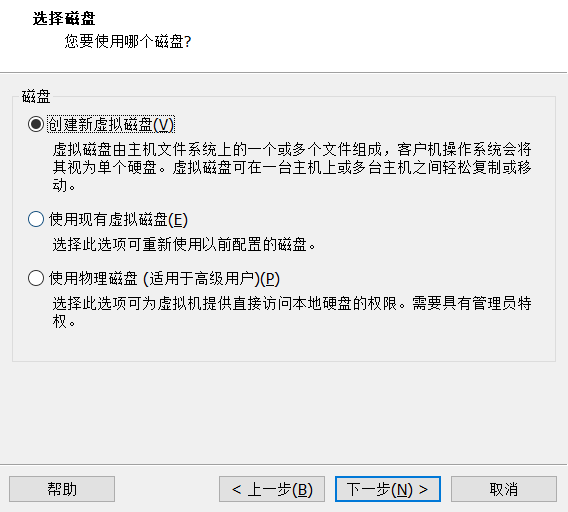 选择磁盘
您要使用哪个磁盘?
磁盘
创建新虚拟磁盘(V)
虚拟磁盘由主机文件系统上的一个或多个文件组成，客户机操作系统会将
其视为单个硬盘。虚拟磁盘可在一台主机上或多台主机之间轻松复制或移
动。
使用现有虚拟磁盘(E)
选择此选项可重新使用以前配置的磁盘。
使用物理磁盘 (适用于高级用户)(P)
选择此选项可为虚拟机提供直接访问本地硬盘的权限。需要具有管理员特
权。
帮助
< 上一步(B)
下一步(N) >
取消